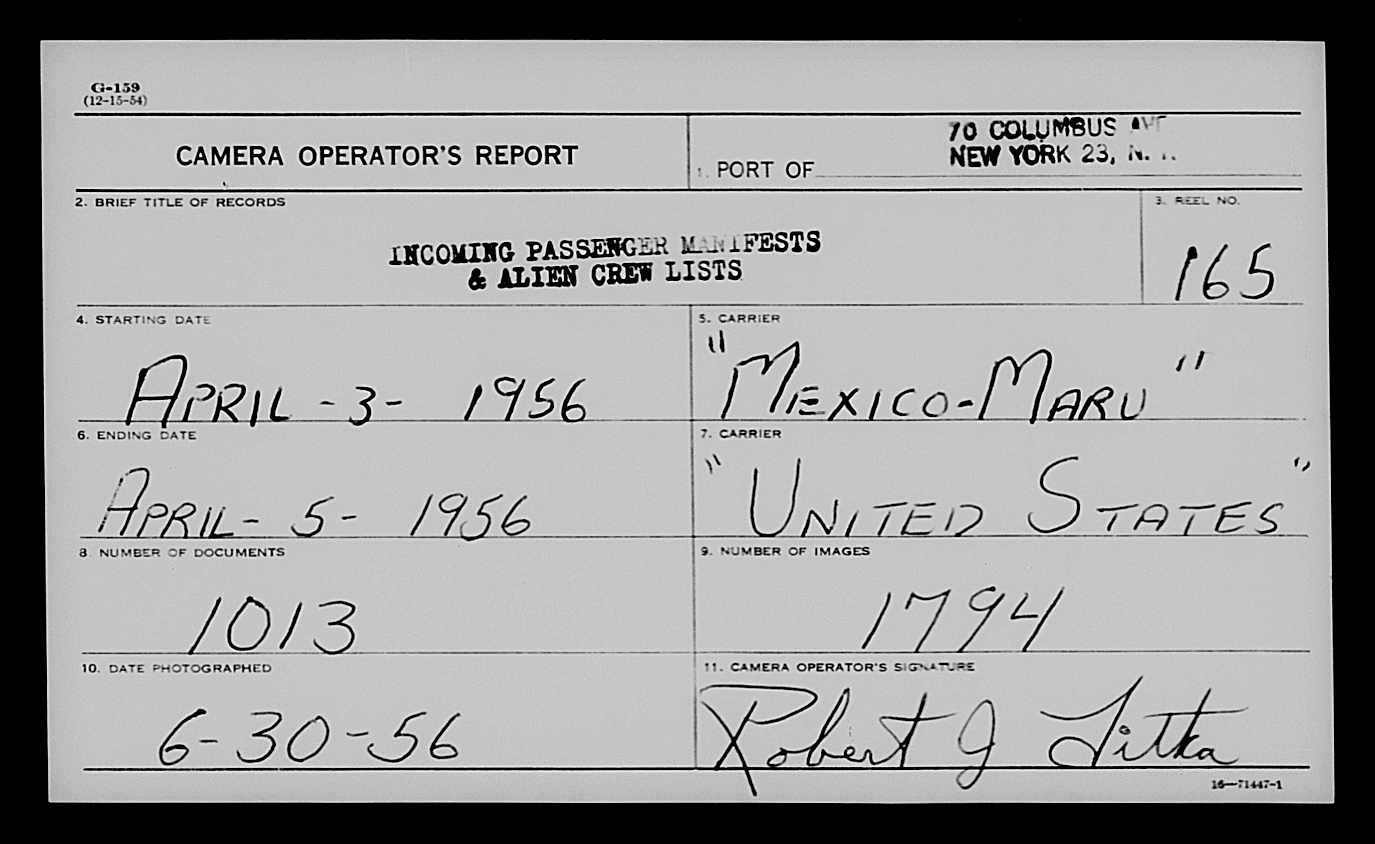 G-159
(12-15-54)
CAMERA OPERATOR'S REPORT
1. PORT OF
70 COLUMBUS AVE
NEW YORK 23, N. Y.
2. BRIEF TITLE OF RECORDS
INCOMING PASSENGER MANIFESTS
& ALIEN CREW LISTS
3. REEL NO.
165
4. STARTING DATE
APRIL - 3 - 1956
5. CARRIER
"MEXICO-MARU"
6. ENDING DATE
APRIL - 5 - 1956
7. CARRIER
"UNITED STATES"
8. NUMBER OF DOCUMENTS
1013
9. NUMBER OF IMAGES
1794
10. DATE PHOTOGRAPHED
6-30-56
11. CAMERA OPERATOR'S SIGNATURE
Robert J
16—71447-1